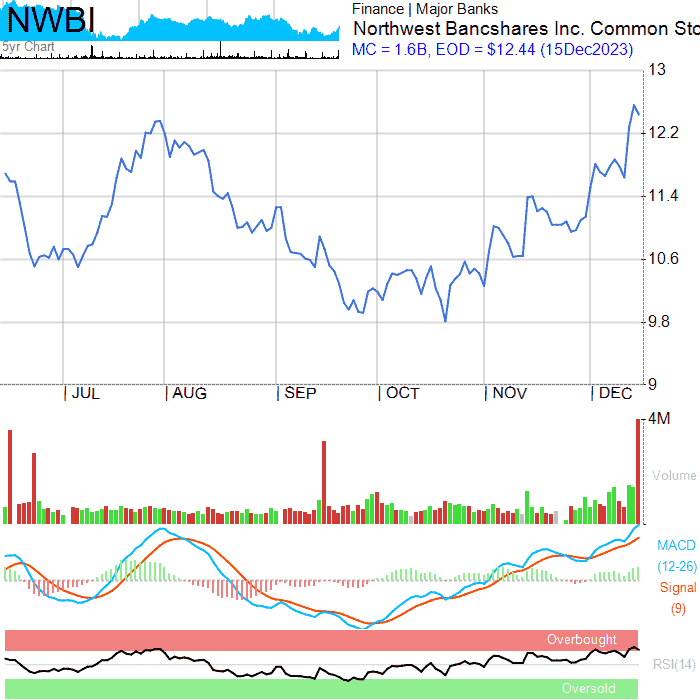 NWBI
5yr Chart
Finance | Major Banks
Northwest Bancshares Inc. Common Sto
MC = 1.6B, EOD = $12.44 (15Dec2023)
13
12.2
11.4
10.6
9.8
9
JUL AUG SEP OCT NOV DEC
4M
Volume
MACD
(12-26)
Signal
(9)
Overbought
RSI(14)
Oversold